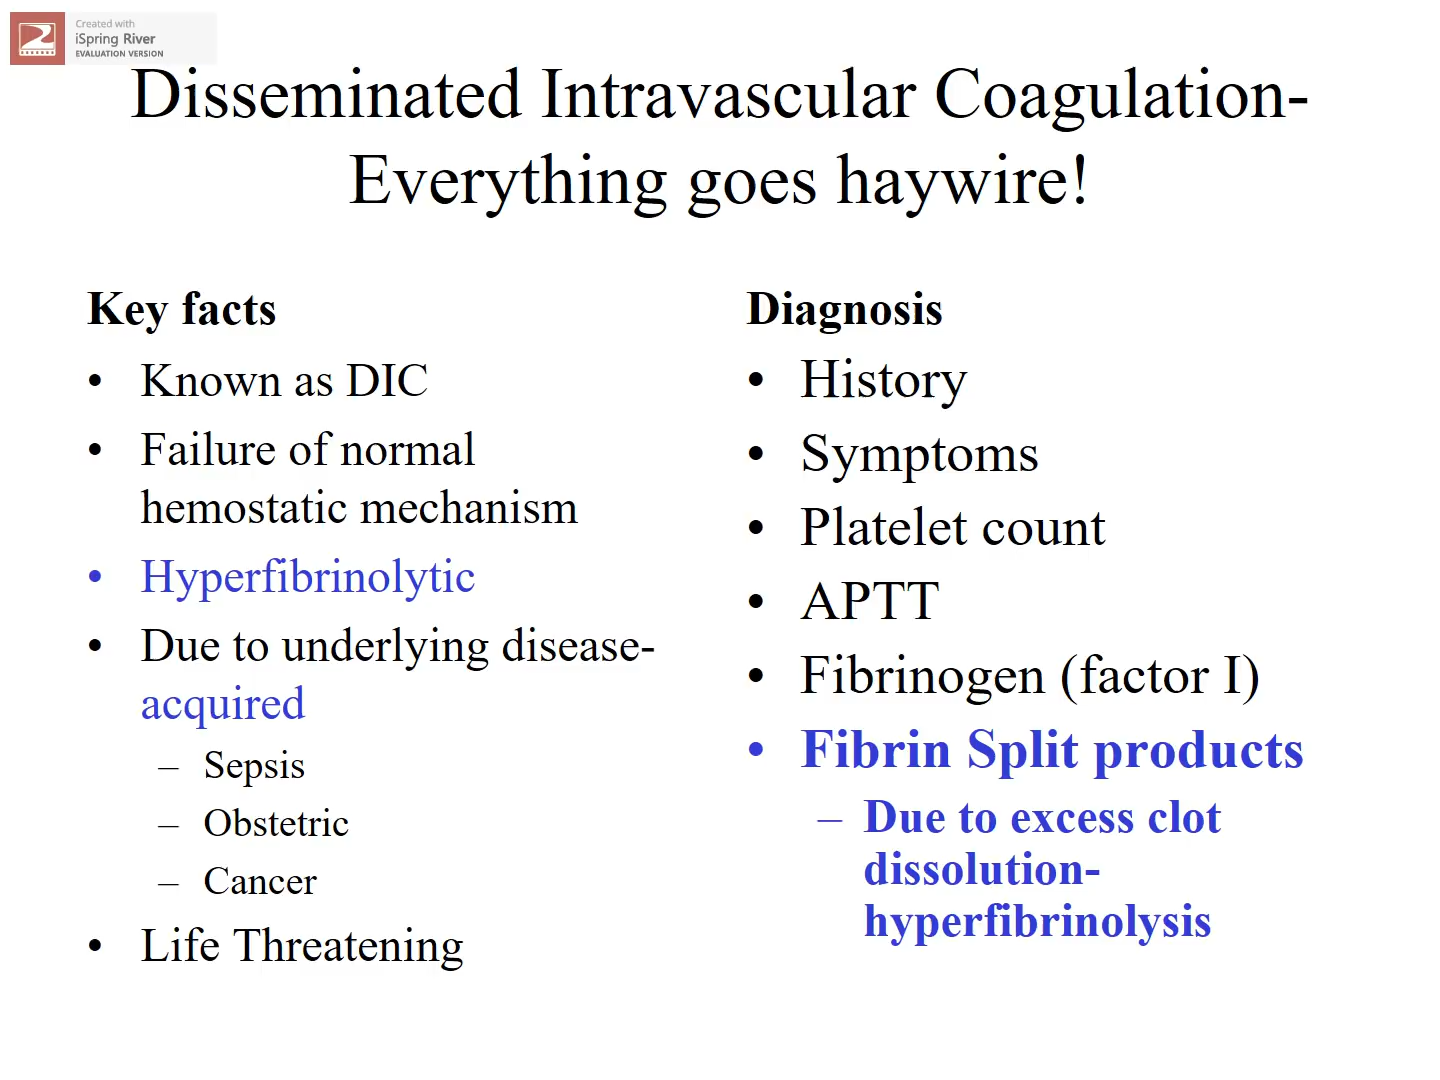 Created with
iSpring River
EVALUATION VERSION
Disseminated Intravascular Coagulation-
Everything goes haywire!
Key facts
• Known as DIC
• Failure of normal
hemostatic mechanism
• Hyperfibrinolytic
• Due to underlying disease-
acquired
– Sepsis
– Obstetric
– Cancer
• Life Threatening
Diagnosis
• History
• Symptoms
• Platelet count
• APTT
• Fibrinogen (factor I)
• Fibrin Split products
– Due to excess clot
dissolution-
hyperfibrinolysis